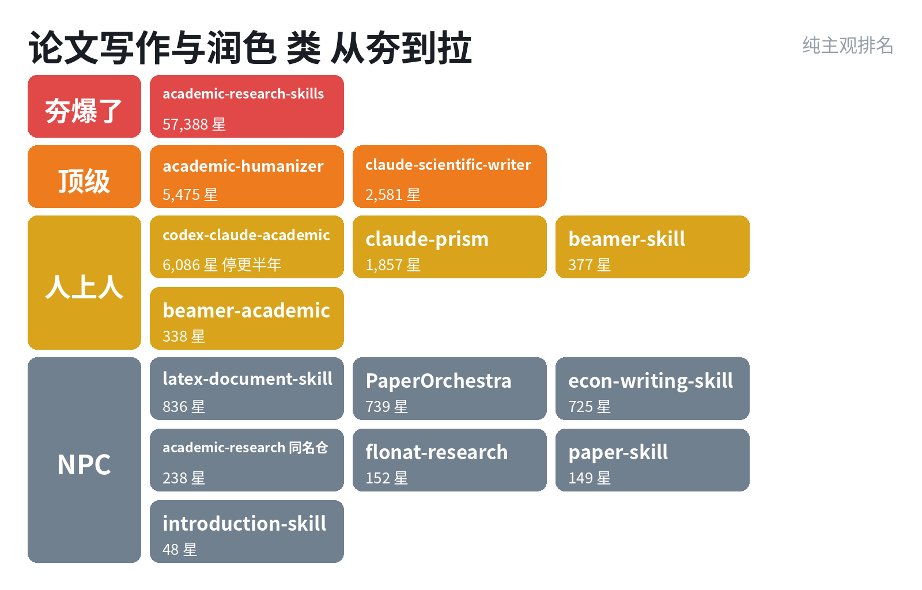 论文写作与润色 类 从夯到拉
纯主观排名
夯爆了
academic-research-skills
57,388 星
顶级
academic-humanizer
5,475 星
claude-scientific-writer
2,581 星
人上人
codex-claude-academic
6,086 星 停更半年
claude-prism
1,857 星
beamer-skill
377 星
beamer-academic
338 星
NPC
latex-document-skill
836 星
PaperOrchestra
739 星
econ-writing-skill
725 星
academic-research 同名仓
238 星
flonat-research
152 星
paper-skill
149 星
introduction-skill
48 星